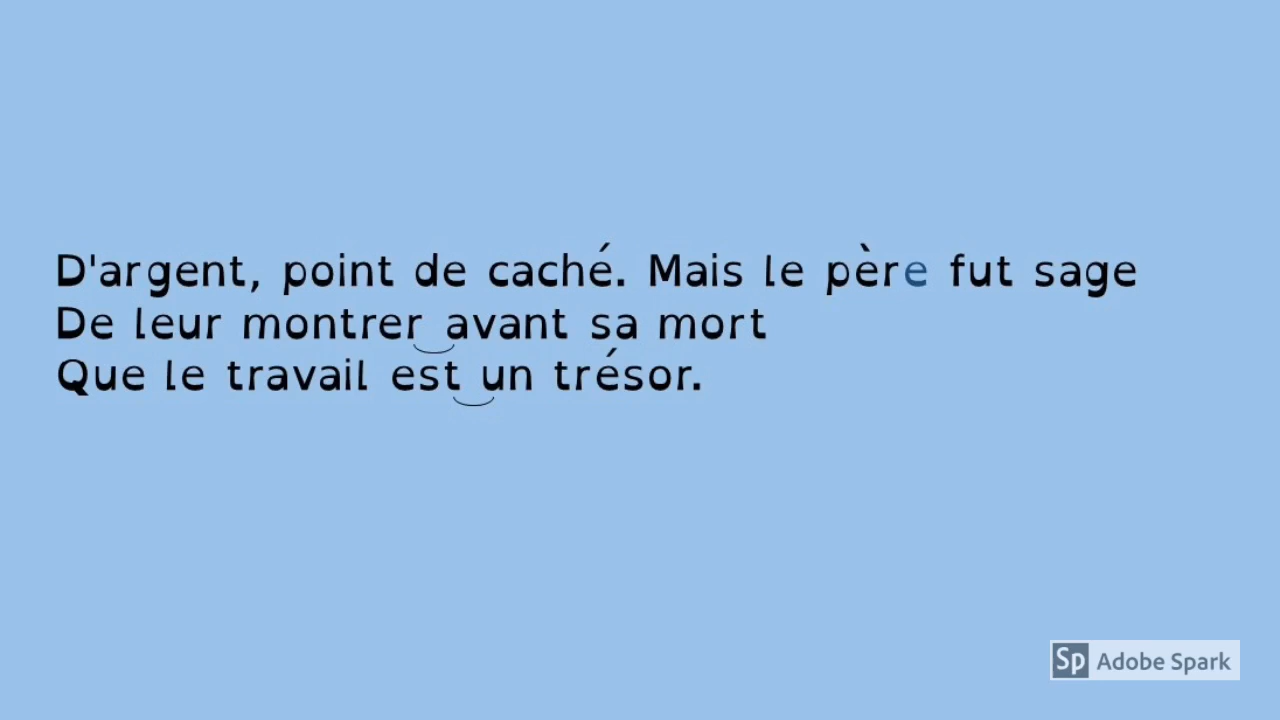 D'argent, point de caché. Mais le père fut sage
De leur montrer avant sa mort
Que le travail est un trésor.
Sp Adobe Spark